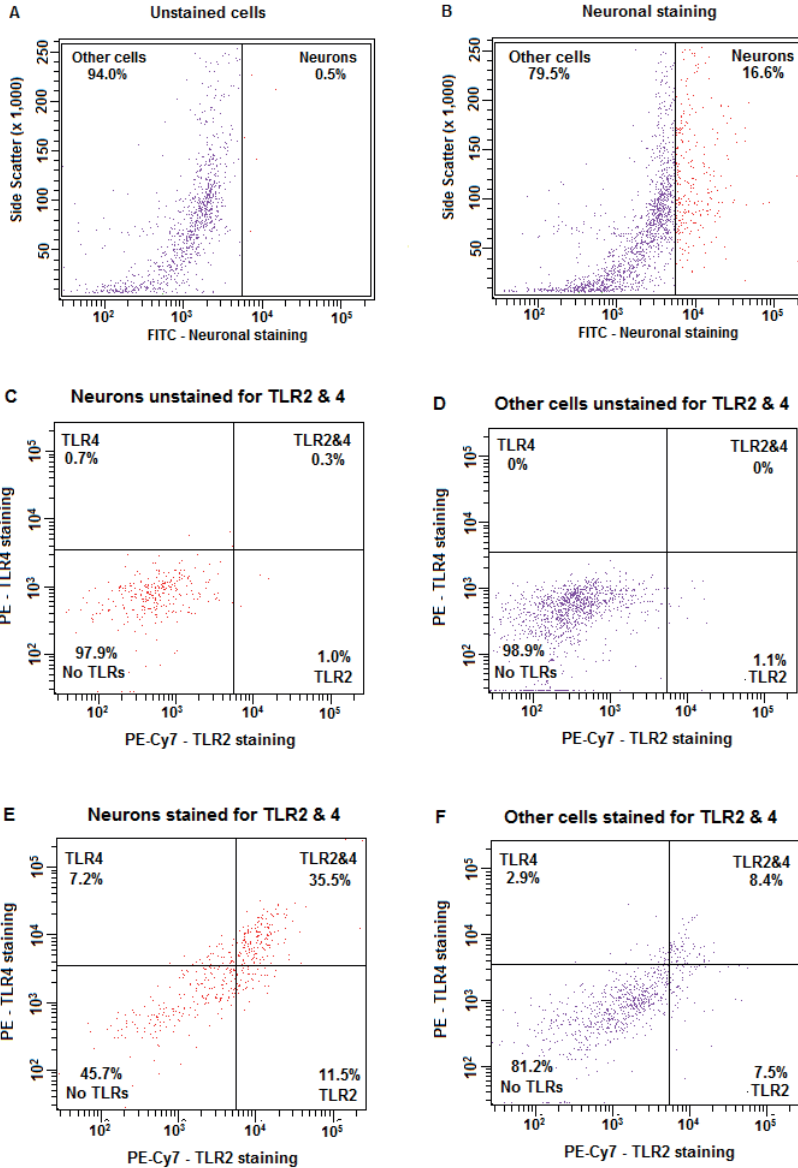 A
Unstained cells
Other cells
94.0%
Neurons
0.5%
Side Scatter (x 1,000)
250
200
150
100
50
10² 10³ 10⁴ 10⁵
FITC - Neuronal staining
B
Neuronal staining
Other cells
79.5%
Neurons
16.6%
Side Scatter (x 1,000)
250
200
150
100
50
10² 10³ 10⁴ 10⁵
FITC - Neuronal staining
C
Neurons unstained for TLR2 & 4
TLR4
0.7%
TLR2&4
0.3%
PE - TLR4 staining
10⁵
10⁴
10³
10²
97.9%
No TLRs
1.0%
TLR2
10² 10³ 10⁴ 10⁵
PE-Cy7 - TLR2 staining
D
Other cells unstained for TLR2 & 4
TLR4
0%
TLR2&4
0%
PE - TLR4 staining
10⁵
10⁴
10³
10²
98.9%
No TLRs
1.1%
TLR2
10² 10³ 10⁴ 10⁵
PE-Cy7 - TLR2 staining
E
Neurons stained for TLR2 & 4
TLR4
7.2%
TLR2&4
35.5%
PE - TLR4 staining
10⁵
10⁴
10³
10²
45.7%
No TLRs
11.5%
TLR2
10² 10³ 10⁴ 10⁵
PE-Cy7 - TLR2 staining
F
Other cells stained for TLR2 & 4
TLR4
2.9%
TLR2&4
8.4%
PE - TLR4 staining
10⁵
10⁴
10³
10²
81.2%
No TLRs
7.5%
TLR2
10² 10³ 10⁴ 10⁵
PE-Cy7 - TLR2 staining